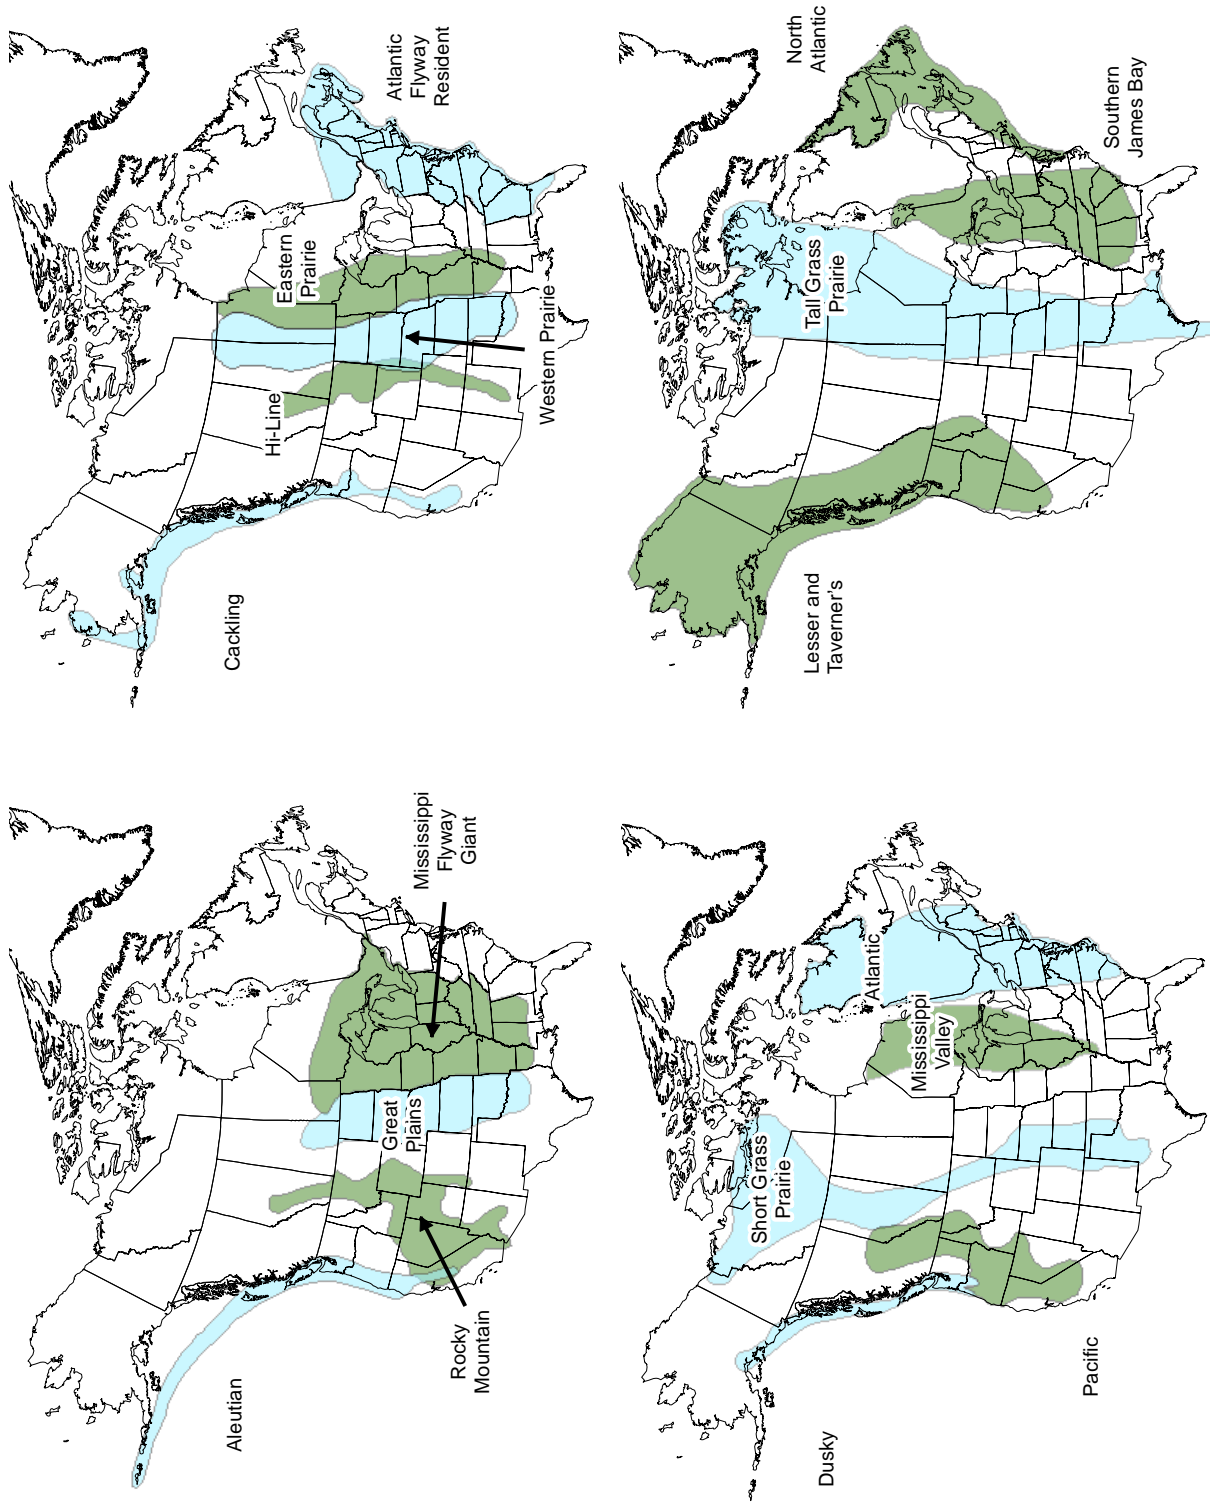 Aleutian
Rocky
Mountain
Great
Plains
Mississippi
Flyway
Giant
Cackling
Hi-Line
Eastern
Prairie
Western Prairie
Atlantic
Flyway
Resident
Dusky
Pacific
Short Grass
Prairie
Mississippi
Valley
Atlantic
Lesser and
Taverner's
Tall Grass
Prairie
North
Atlantic
Southern
James Bay